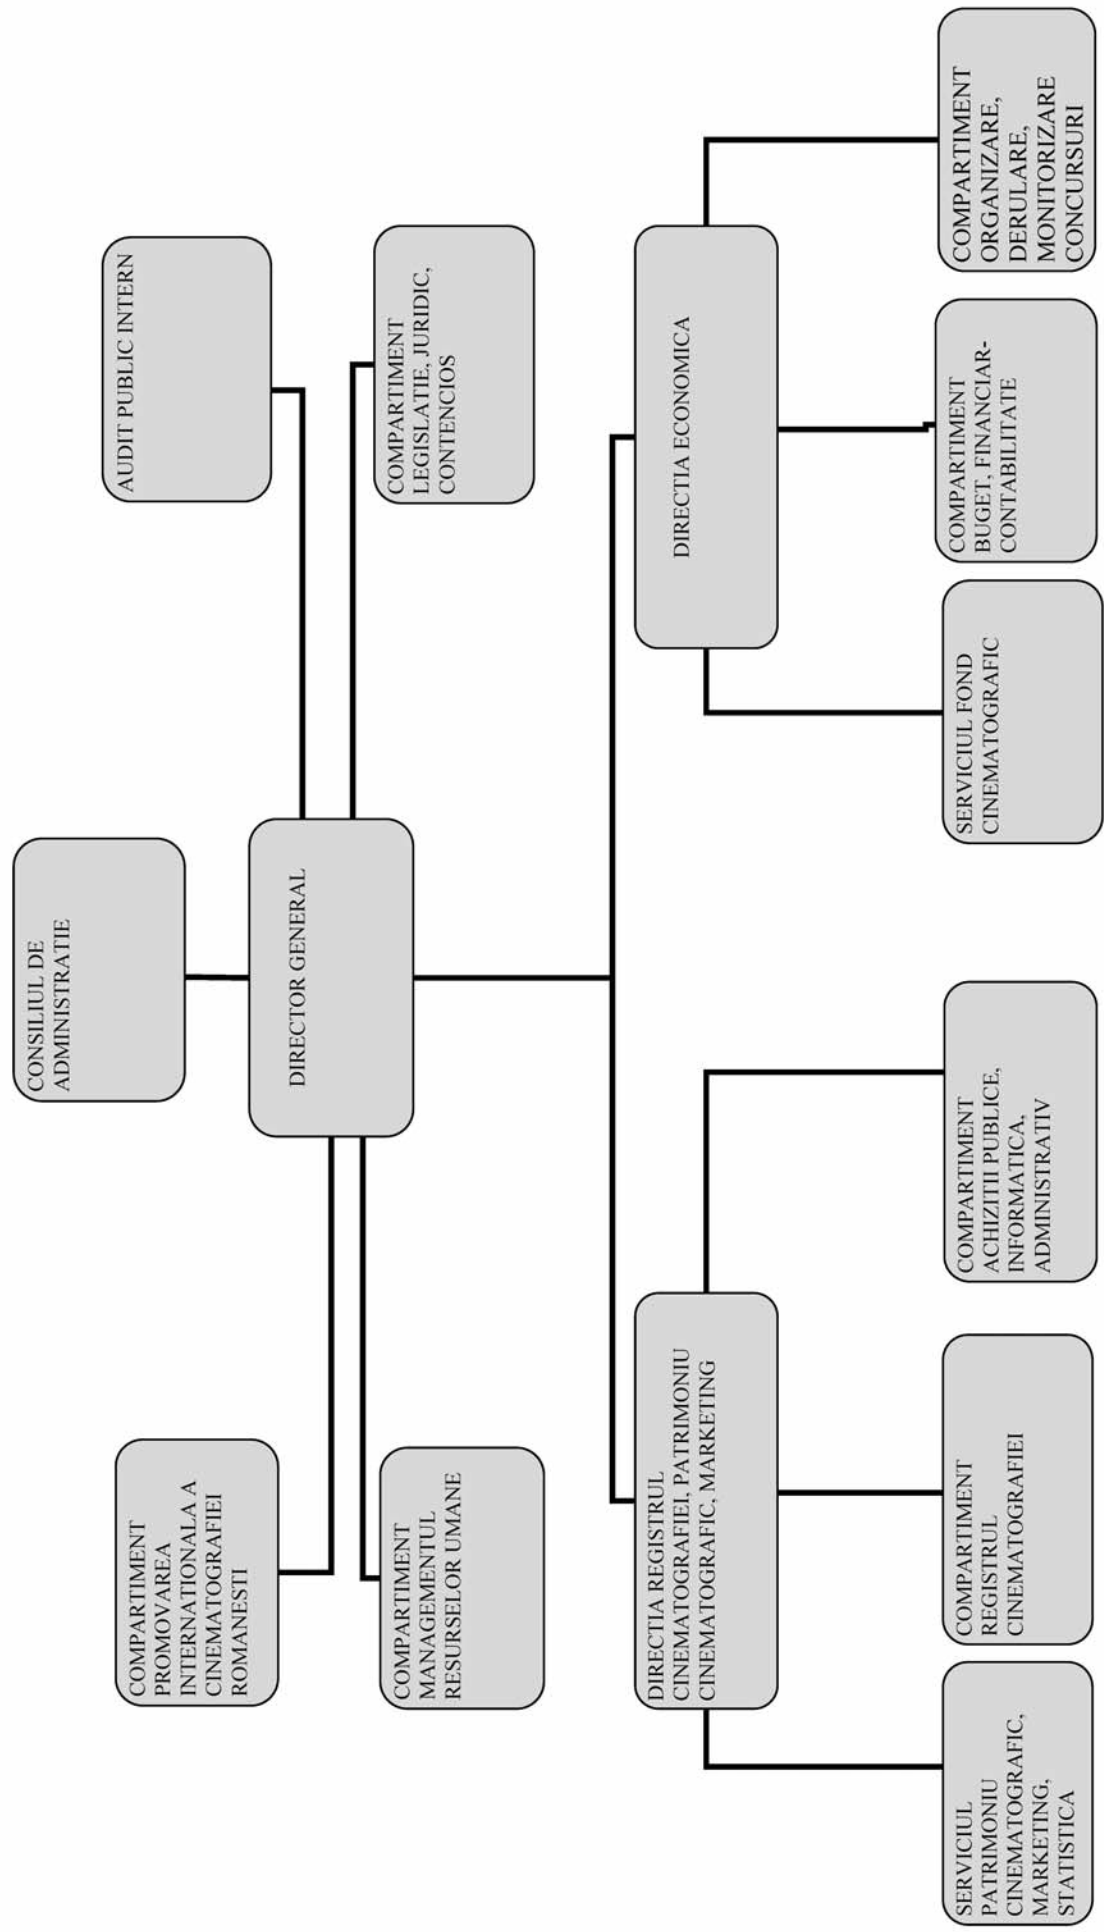 CONSILIUL DE
ADMINISTRATIE
COMPARTIMENT
PROMOVAREA
INTERNATIONALA A
CINEMATOGRAFIEI
ROMANESTI
AUDIT PUBLIC INTERN
DIRECTOR GENERAL
COMPARTIMENT
MANAGEMENTUL
RESURSELOR UMANE
COMPARTIMENT
LEGISLATIE, JURIDIC,
CONTENCIOS
DIRECTIA REGISTRUL
CINEMATOGRAFIEI, PATRIMONIU
CINEMATOGRAFIC, MARKETING
DIRECTIA ECONOMICA
SERVICIUL
PATRIMONIU
CINEMATOGRAFIC,
MARKETING,
STATISTICA
COMPARTIMENT
REGISTRUL
CINEMATOGRAFIEI
COMPARTIMENT
ACHIZITII PUBLICE,
INFORMATICA,
ADMINISTRATIV
SERVICIUL FOND
CINEMATOGRAFIC
COMPARTIMENT
BUGET, FINANCIAR-
CONTABILITATE
COMPARTIMENT
ORGANIZARE,
DERULARE,
MONITORIZARE
CONCURSURI